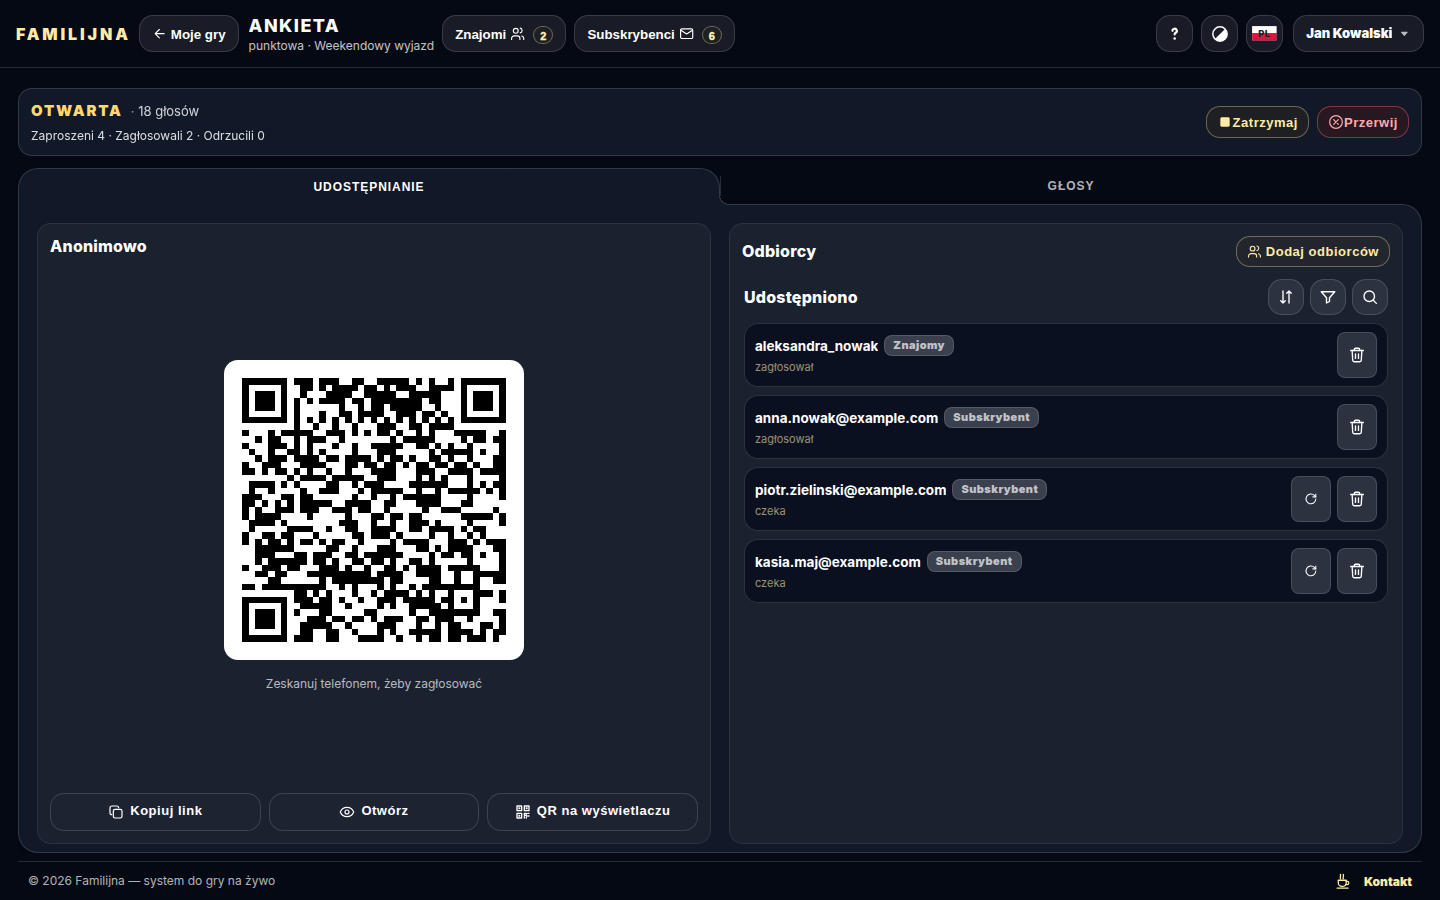 FAMILIJNA
Moje gry
ANKIETA
punktowa · Weekendowy wyjazd
Znajomi 2
Subskrybenci 6
?
PL
Jan Kowalski
OTWARTA · 18 głosów
Zaproszeni 4 · Zagłosowali 2 · Odrzucili 0
Zatrzymaj
Przerwij
UDOSTĘPNIANIE
GŁOSY
Anonimowo
Zeskanuj telefonem, żeby zagłosować
Kopiuj link
Otwórz
QR na wyświetlaczu
Odbiorcy
Dodaj odbiorców
Udostępniono
aleksandra_nowak Znajomy
zagłosował
anna.nowak@example.com Subskrybent
zagłosował
piotr.zielinski@example.com Subskrybent
czeka
kasia.maj@example.com Subskrybent
czeka
© 2026 Familijna — system do gry na żywo
Kontakt